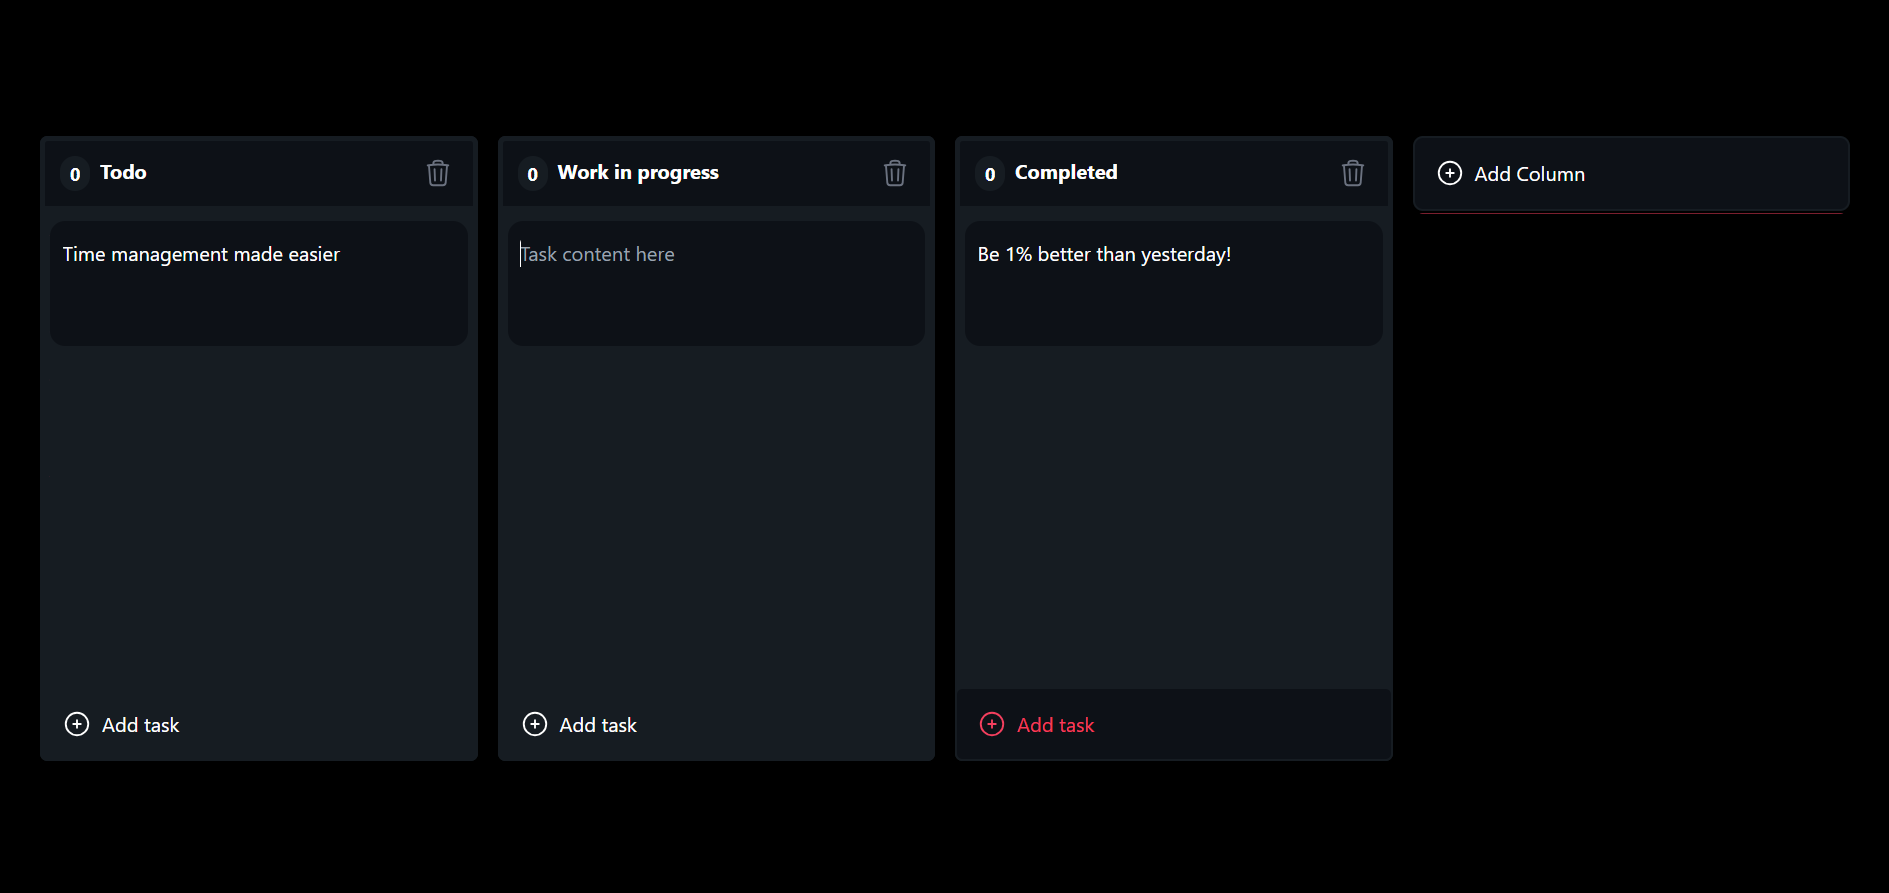 0 Todo
Time management made easier
Add task
0 Work in progress
Task content here
Add task
0 Completed
Be 1% better than yesterday!
Add task
Add Column